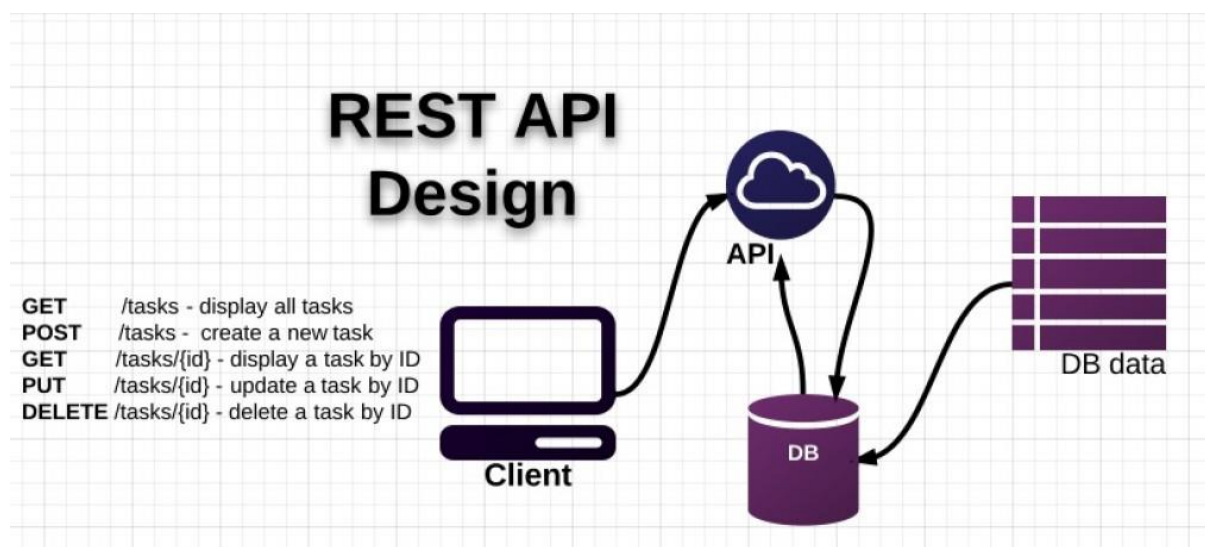 REST API
Design
API
GET /tasks - display all tasks
POST /tasks - create a new task
GET /tasks/{id} - display a task by ID
PUT /tasks/{id} - update a task by ID
DELETE /tasks/{id} - delete a task by ID
Client
DB
DB data